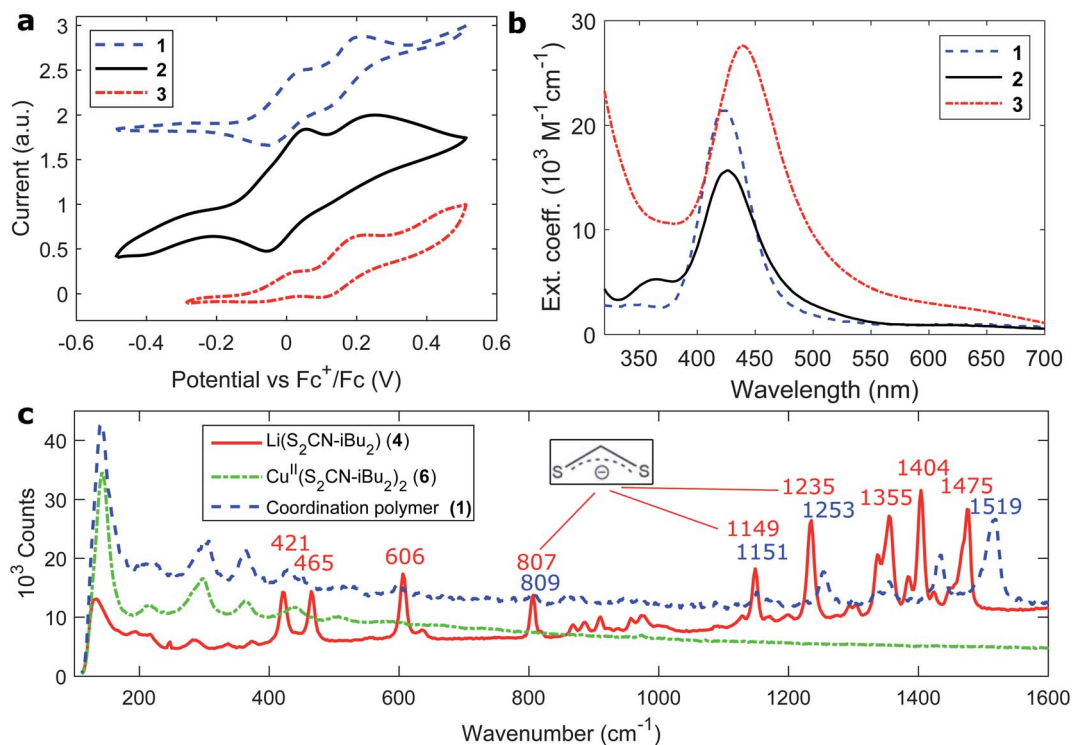 a
1
2
3
3
2.5
2
1.5
1
0.5
0
Current (a.u.)
-0.6 -0.4 -0.2 0 0.2 0.4 0.6
Potential vs Fc⁺/Fc (V)
b
1
2
3
30
20
10
0
Ext. coeff. (10³ M⁻¹cm⁻¹)
350 400 450 500 550 600 650 700
Wavelength (nm)
c
Li(S₂CN-iBu₂) (4)
Cuᴵᴵ(S₂CN-iBu₂)₂ (6)
Coordination polymer (1)
S S
⊖
421
465
606
807
809
1149
1151
1235
1253
1355
1404
1475
1519
40
30
20
10
0
10³ Counts
200 400 600 800 1000 1200 1400 1600
Wavenumber (cm⁻¹)